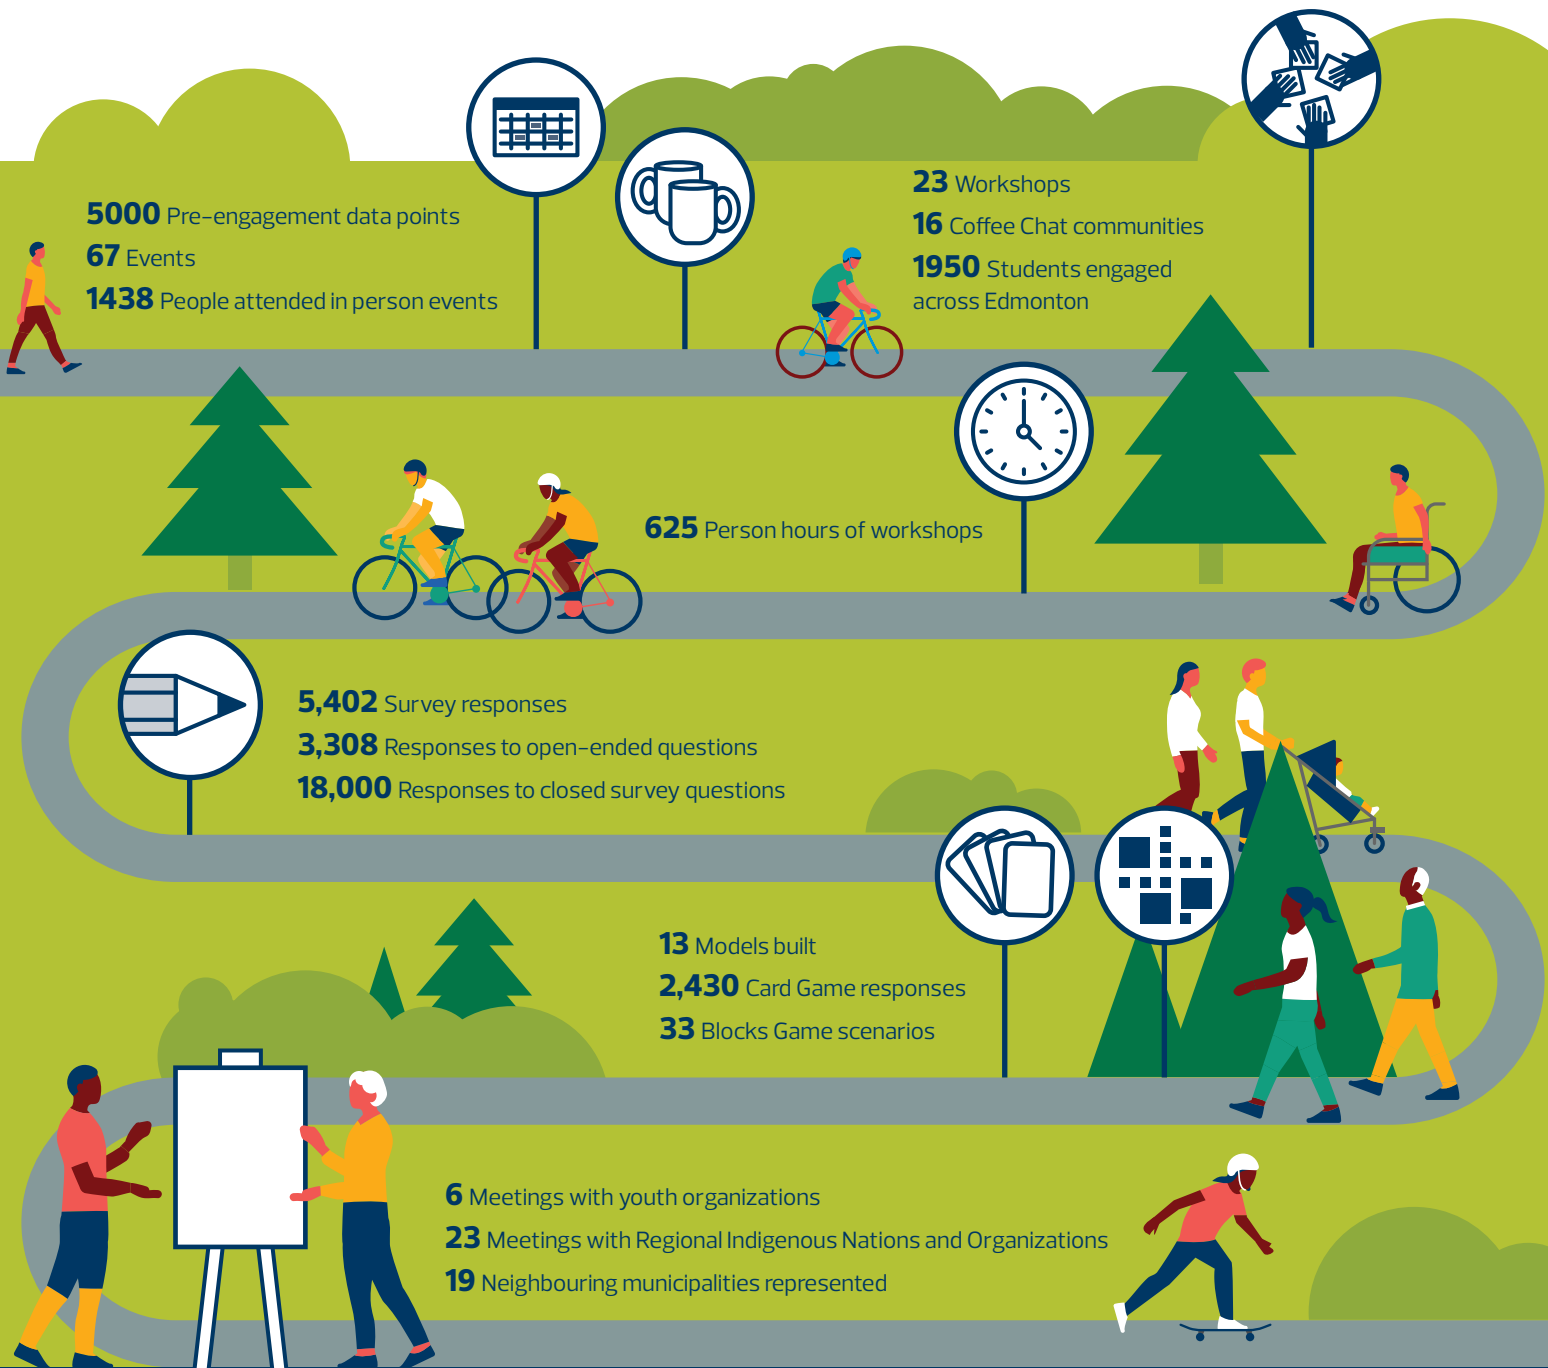 5000 Pre-engagement data points
67 Events
1438 People attended in person events
23 Workshops
16 Coffee Chat communities
1950 Students engaged
across Edmonton
625 Person hours of workshops
5,402 Survey responses
3,308 Responses to open-ended questions
18,000 Responses to closed survey questions
13 Models built
2,430 Card Game responses
33 Blocks Game scenarios
6 Meetings with youth organizations
23 Meetings with Regional Indigenous Nations and Organizations
19 Neighbouring municipalities represented